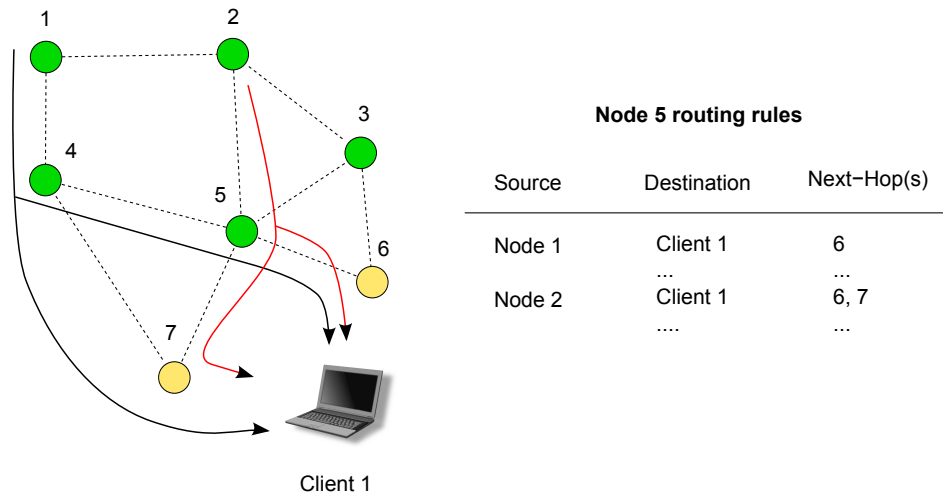 1
2
3
4
5
6
7
Client 1
Node 5 routing rules
Source Destination Next−Hop(s)
Node 1 Client 1 6
... ...
Node 2 Client 1 6, 7
.... ...